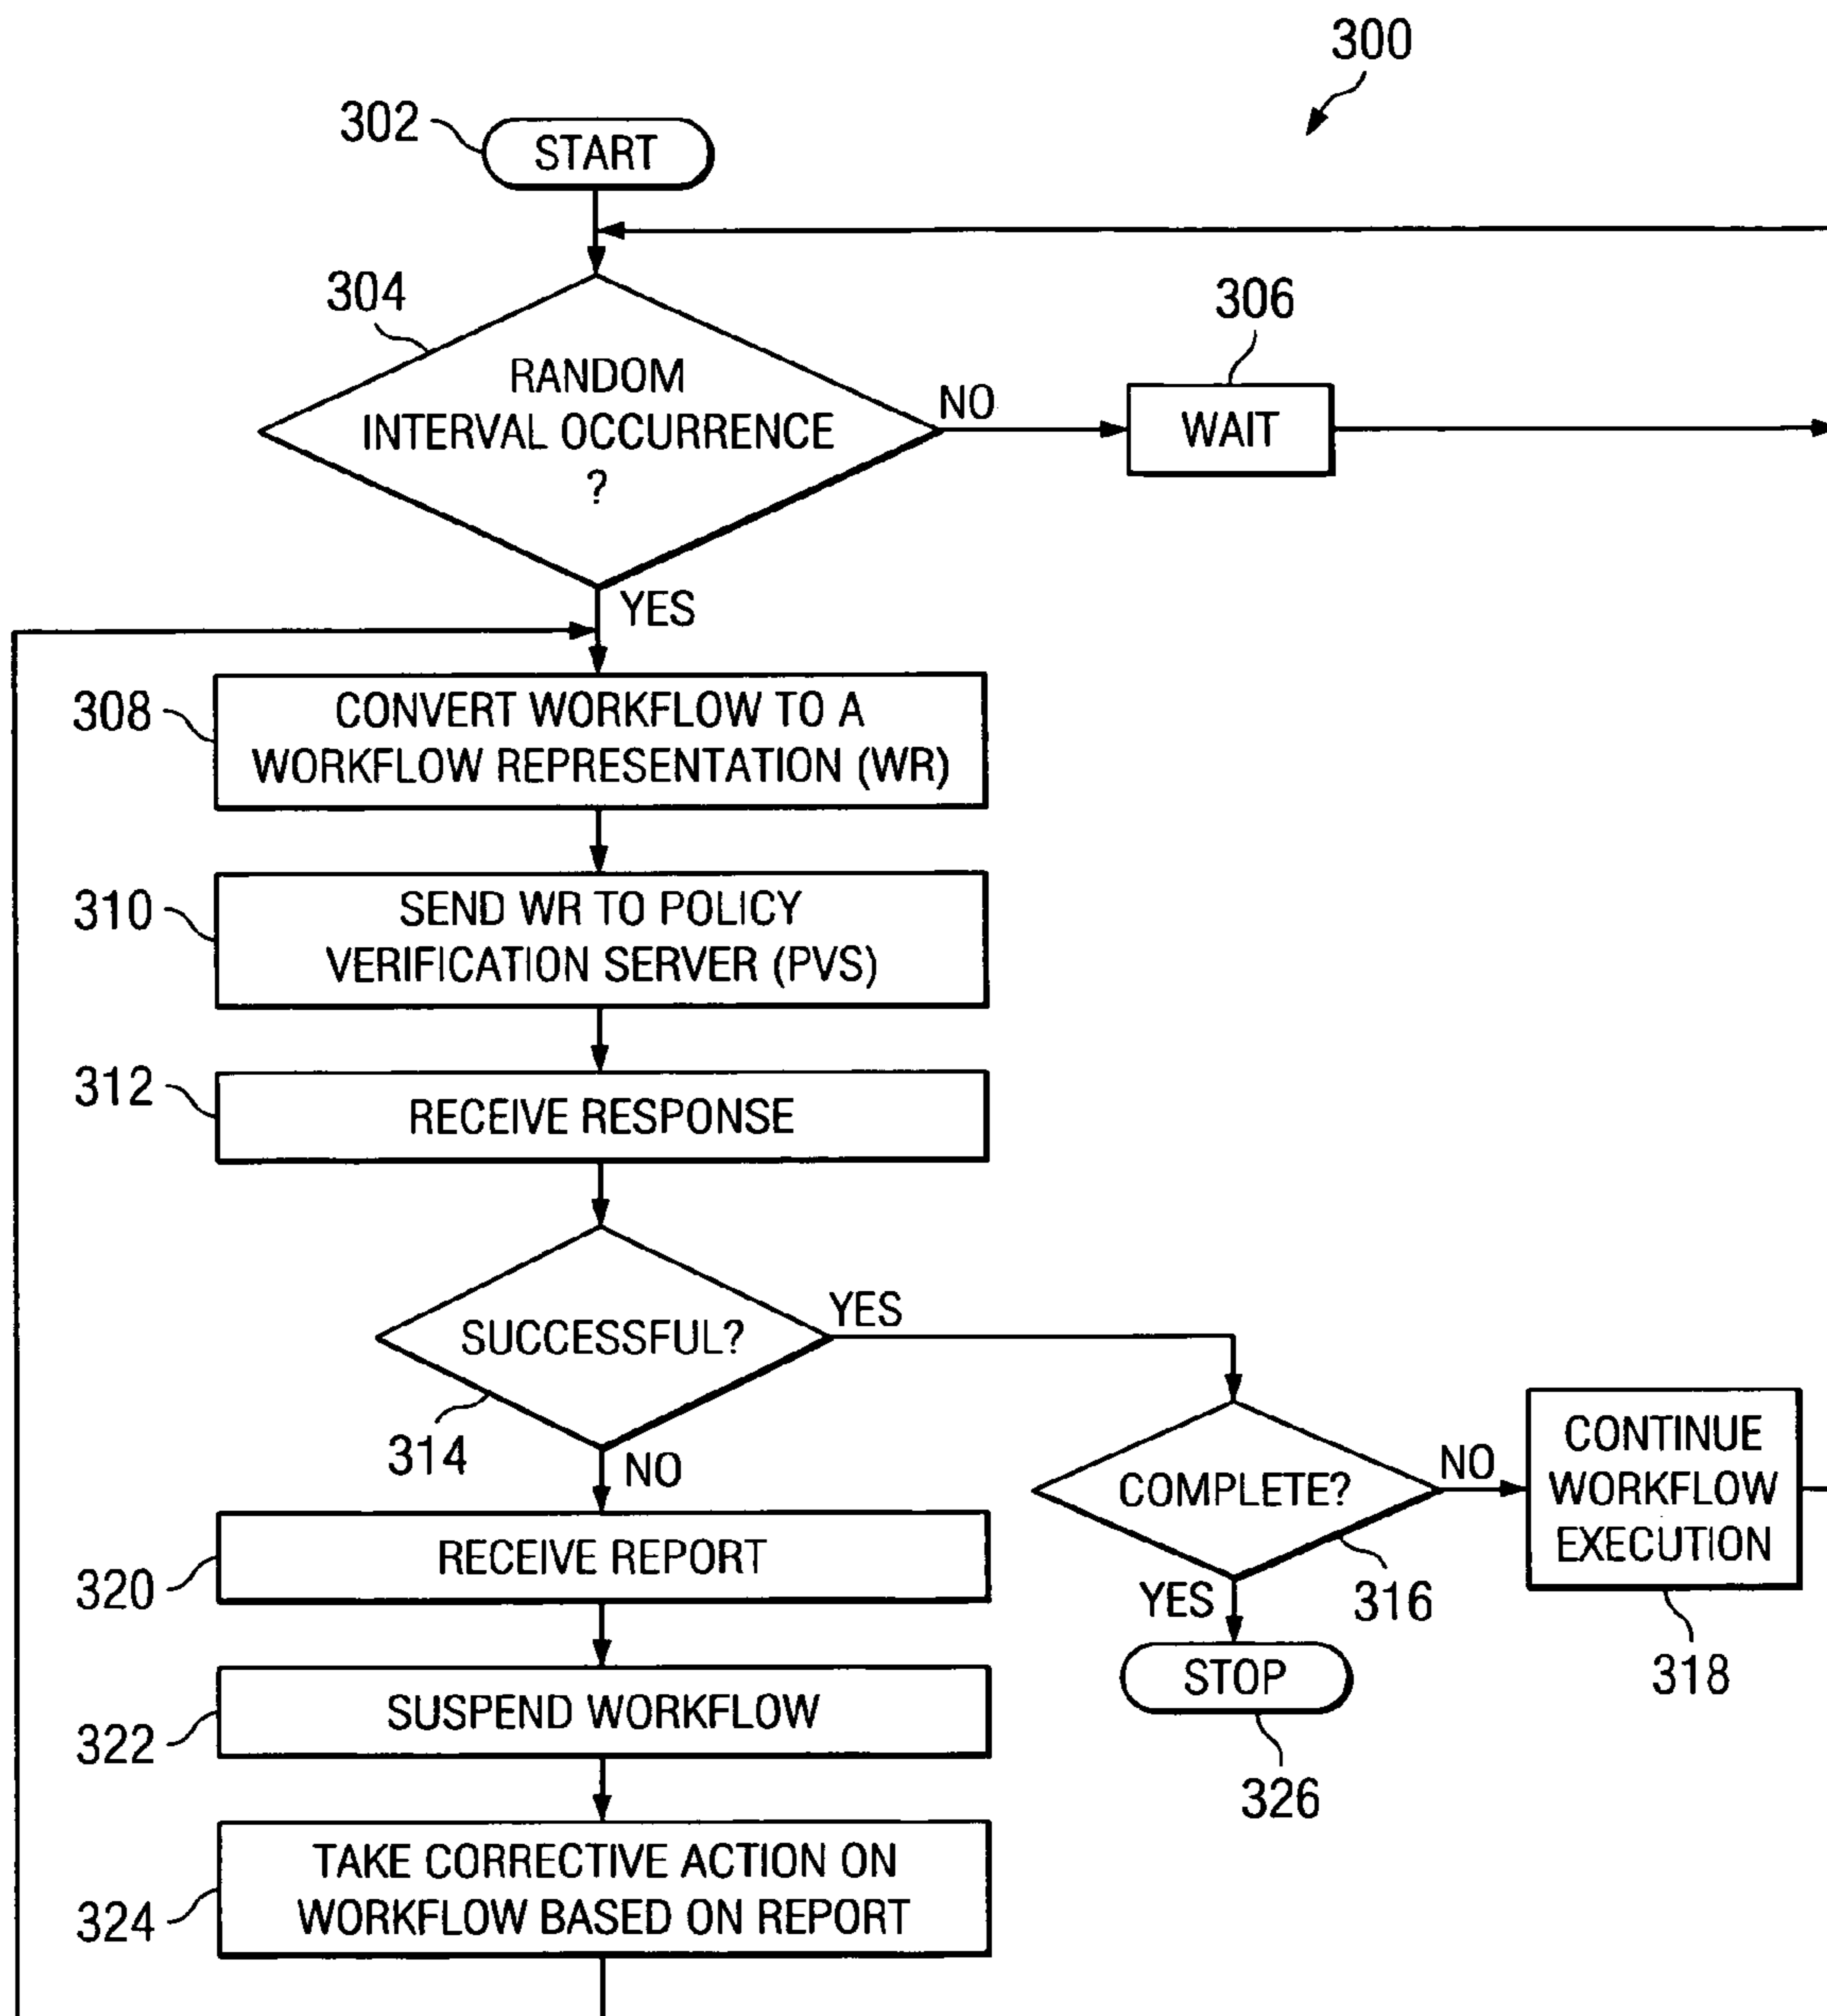 300
302
START
304
RANDOM
INTERVAL OCCURRENCE
?
NO
306
WAIT
YES
308
CONVERT WORKFLOW TO A
WORKFLOW REPRESENTATION (WR)
310
SEND WR TO POLICY
VERIFICATION SERVER (PVS)
312
RECEIVE RESPONSE
SUCCESSFUL?
YES
314
NO
COMPLETE?
NO
CONTINUE
WORKFLOW
EXECUTION
316
YES
318
STOP
326
320
RECEIVE REPORT
322
SUSPEND WORKFLOW
324
TAKE CORRECTIVE ACTION ON
WORKFLOW BASED ON REPORT